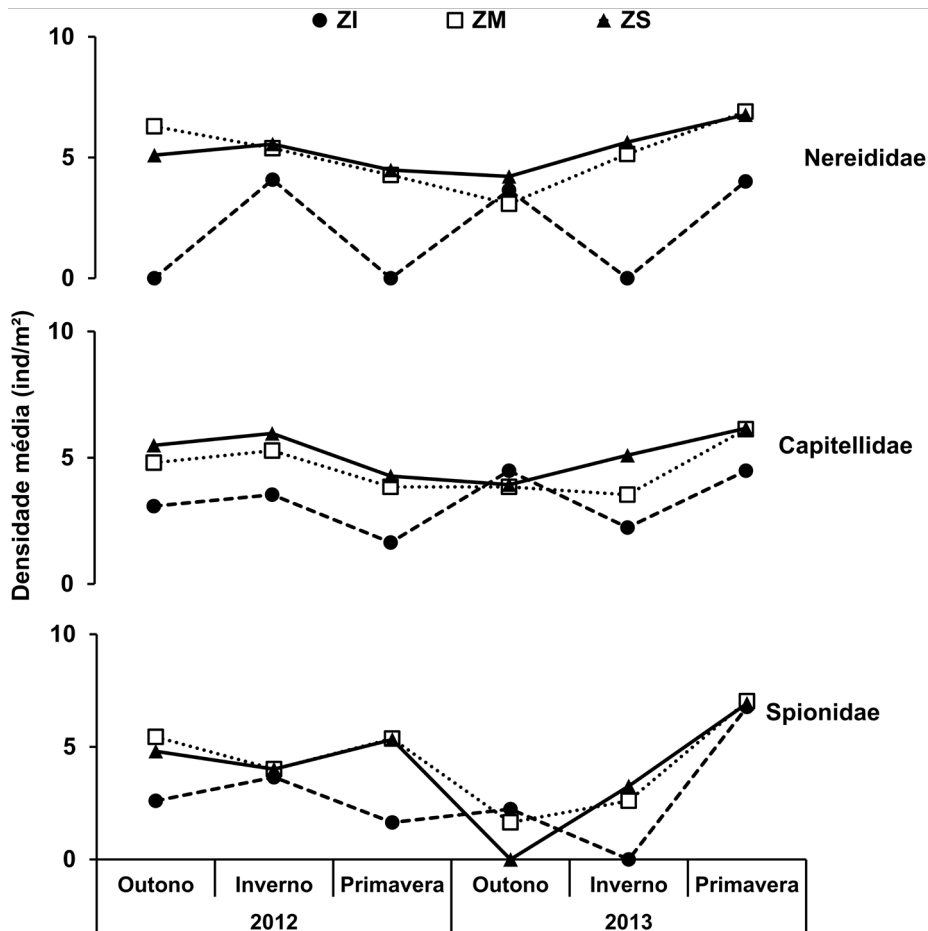 ZI ZM ZS
10
5
0
Nereididae
10
5
0
Capitellidae
10
5
0
Spionidae
Densidade média (ind/m²)
Outono Inverno Primavera Outono Inverno Primavera
2012 2013